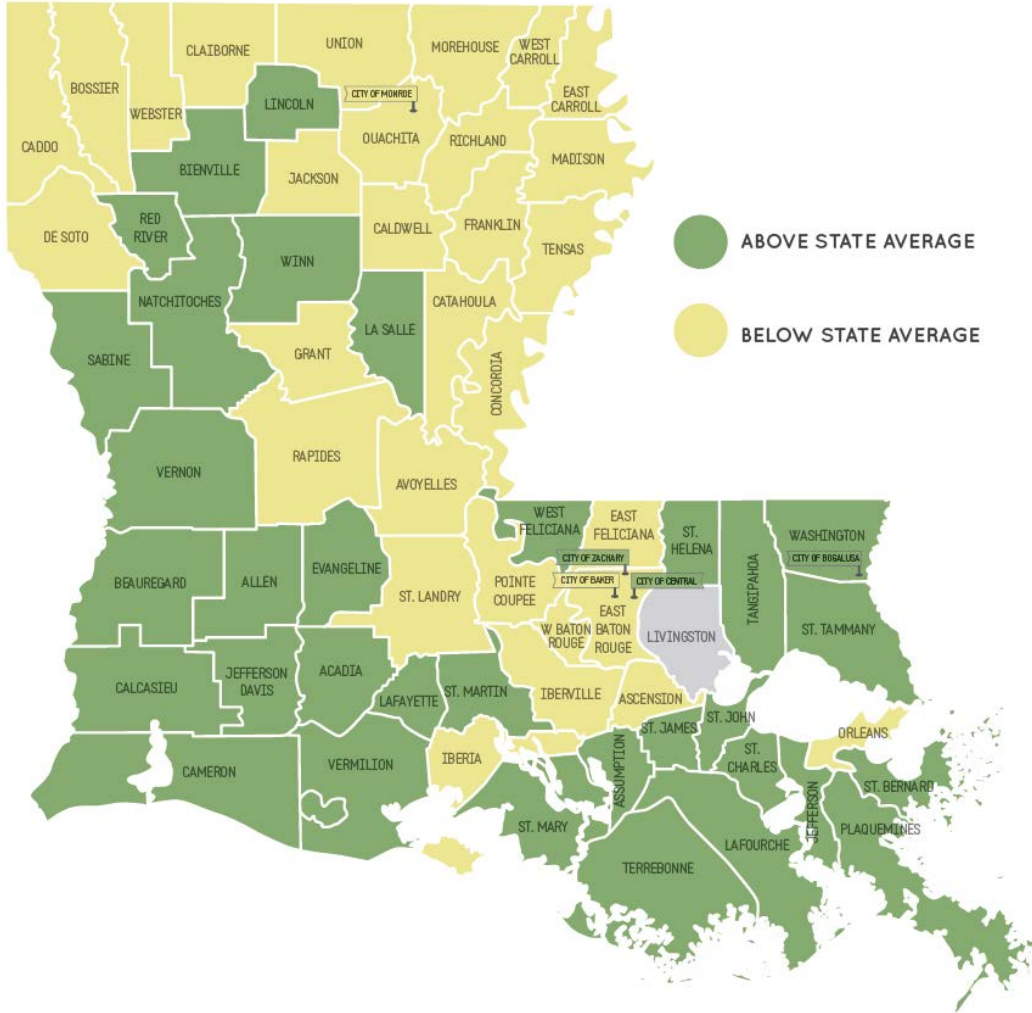 CLAIBORNE
UNION
MOREHOUSE
WEST
CARROLL
BOSSIER
WEBSTER
LINCOLN
CITY OF MONROE
EAST
CARROLL
CADDO
OUACHITA
RICHLAND
MADISON
BIENVILLE
JACKSON
DE SOTO
RED
RIVER
CALDWELL
FRANKLIN
TENSAS
WINN
NATCHITOCHES
LA SALLE
CATAHOULA
SABINE
GRANT
CONCORDIA
ABOVE STATE AVERAGE
BELOW STATE AVERAGE
VERNON
RAPIDES
AVOYELLES
WEST
FELICIANA
EAST
FELICIANA
ST.
HELENA
TANGIPAHOA
WASHINGTON
CITY OF BOGALUSA
CITY OF ZACHARY
CITY OF BAKER
CITY OF CENTRAL
BEAUREGARD
ALLEN
EVANGELINE
ST. LANDRY
POINTE
COUPEE
W BATON
ROUGE
EAST
BATON
ROUGE
LIVINGSTON
ST. TAMMANY
CALCASIEU
JEFFERSON
DAVIS
ACADIA
LAFAYETTE
ST. MARTIN
IBERVILLE
ASCENSION
ST. JAMES
ST. JOHN
ST.
CHARLES
ORLEANS
CAMERON
VERMILION
IBERIA
ASSUMPTION
ST. MARY
TERREBONNE
LAFOURCHE
JEFFERSON
ST. BERNARD
PLAQUEMINES